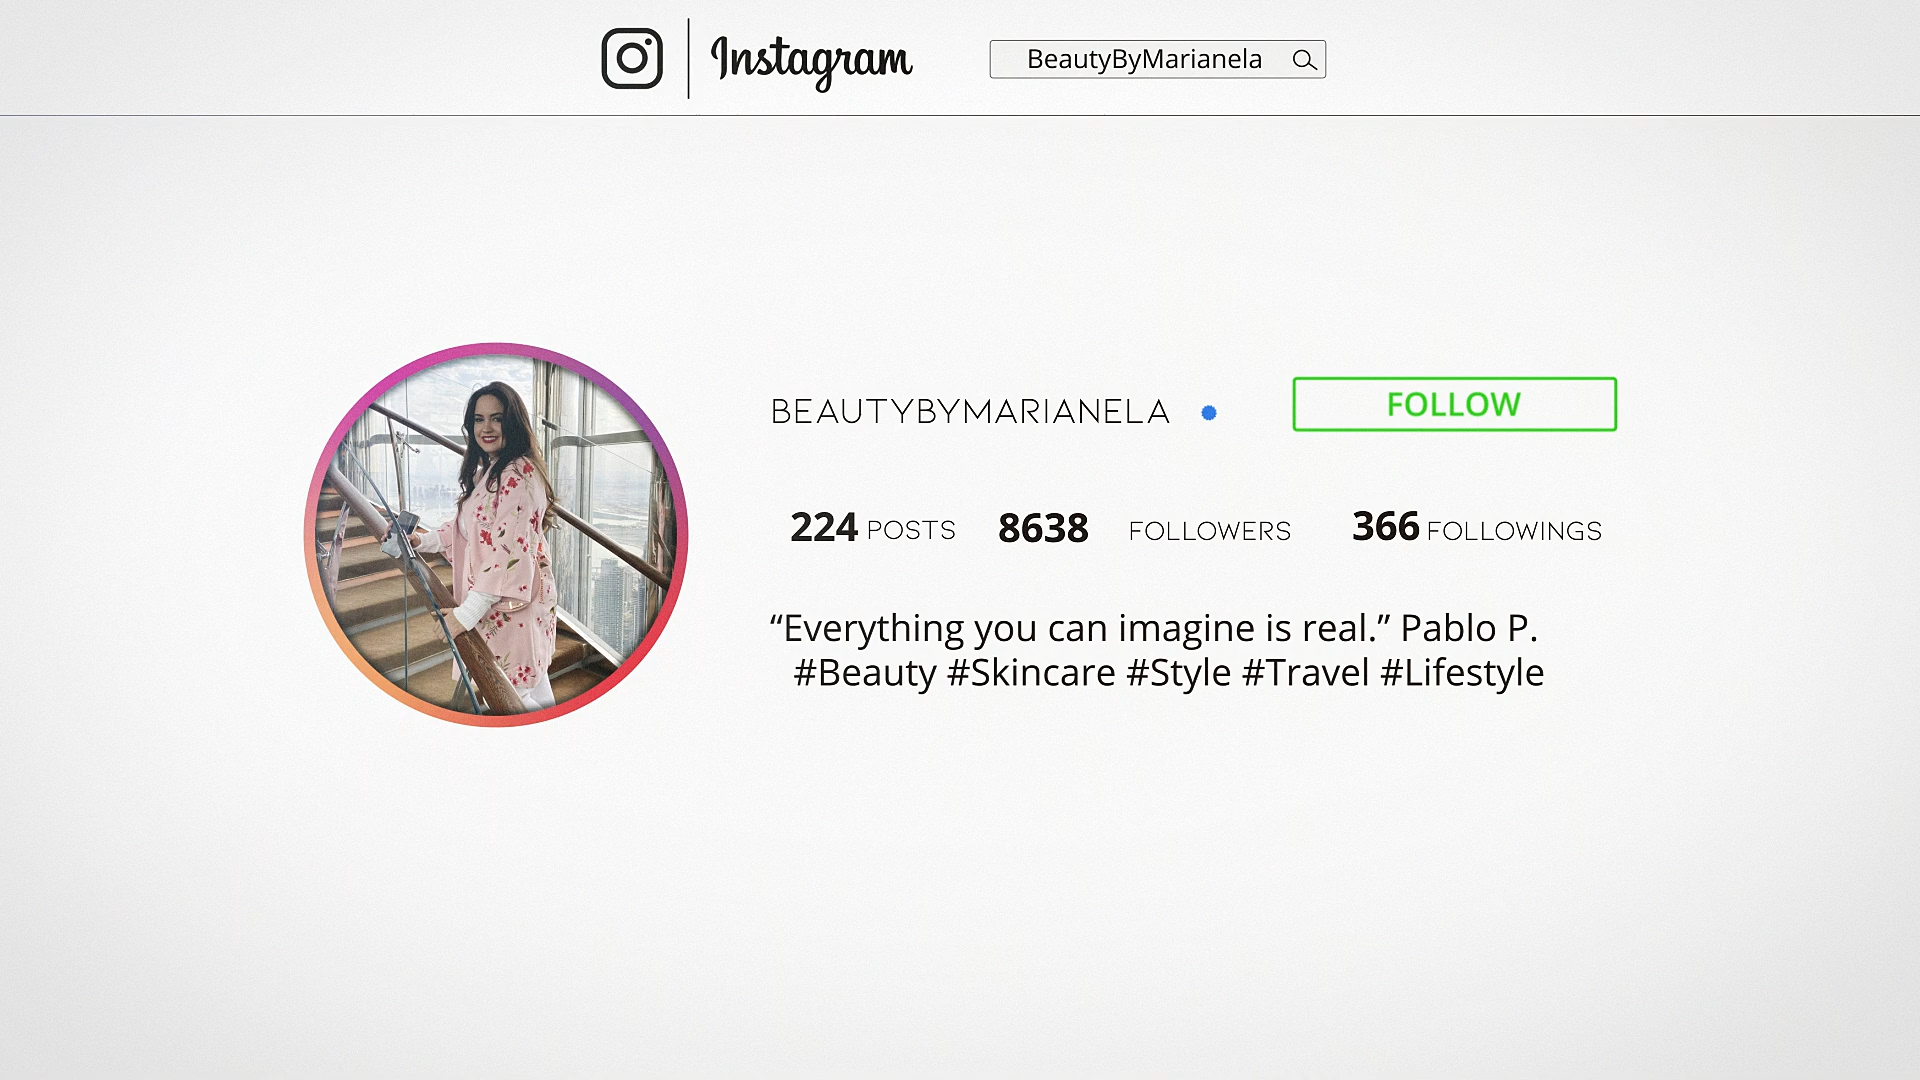 Instagram
BeautyByMarianela
BEAUTYBYMARIANELA
FOLLOW
224 POSTS 8638 FOLLOWERS 366 FOLLOWINGS
“Everything you can imagine is real.” Pablo P.
#Beauty #Skincare #Style #Travel #Lifestyle